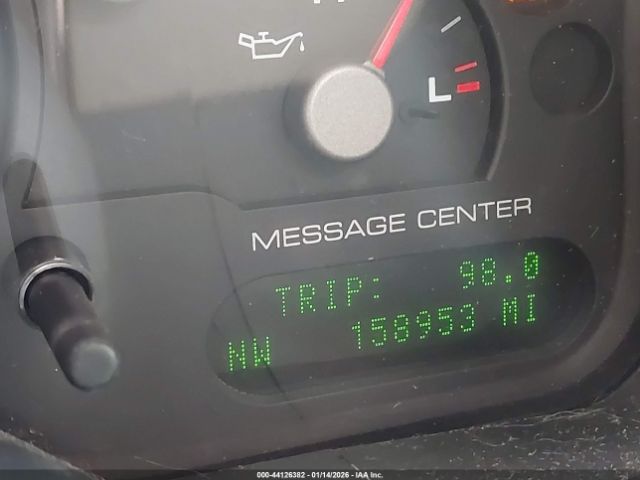 L
MESSAGE CENTER
TRIP: 98.0
NW 158953 MI
000-44126382 - 01/14/2026 - IAA Inc.